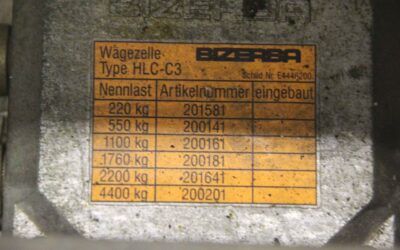 BIZERBA
Wägezelle BIZERBA
Type HLC-C3 Schild Nr.
Nennlast Artikelnummer eingebaut
220 kg 201581
550 kg 200141
1100 kg 200161
1760 kg 200181
2200 kg 201641
4400 kg 200201